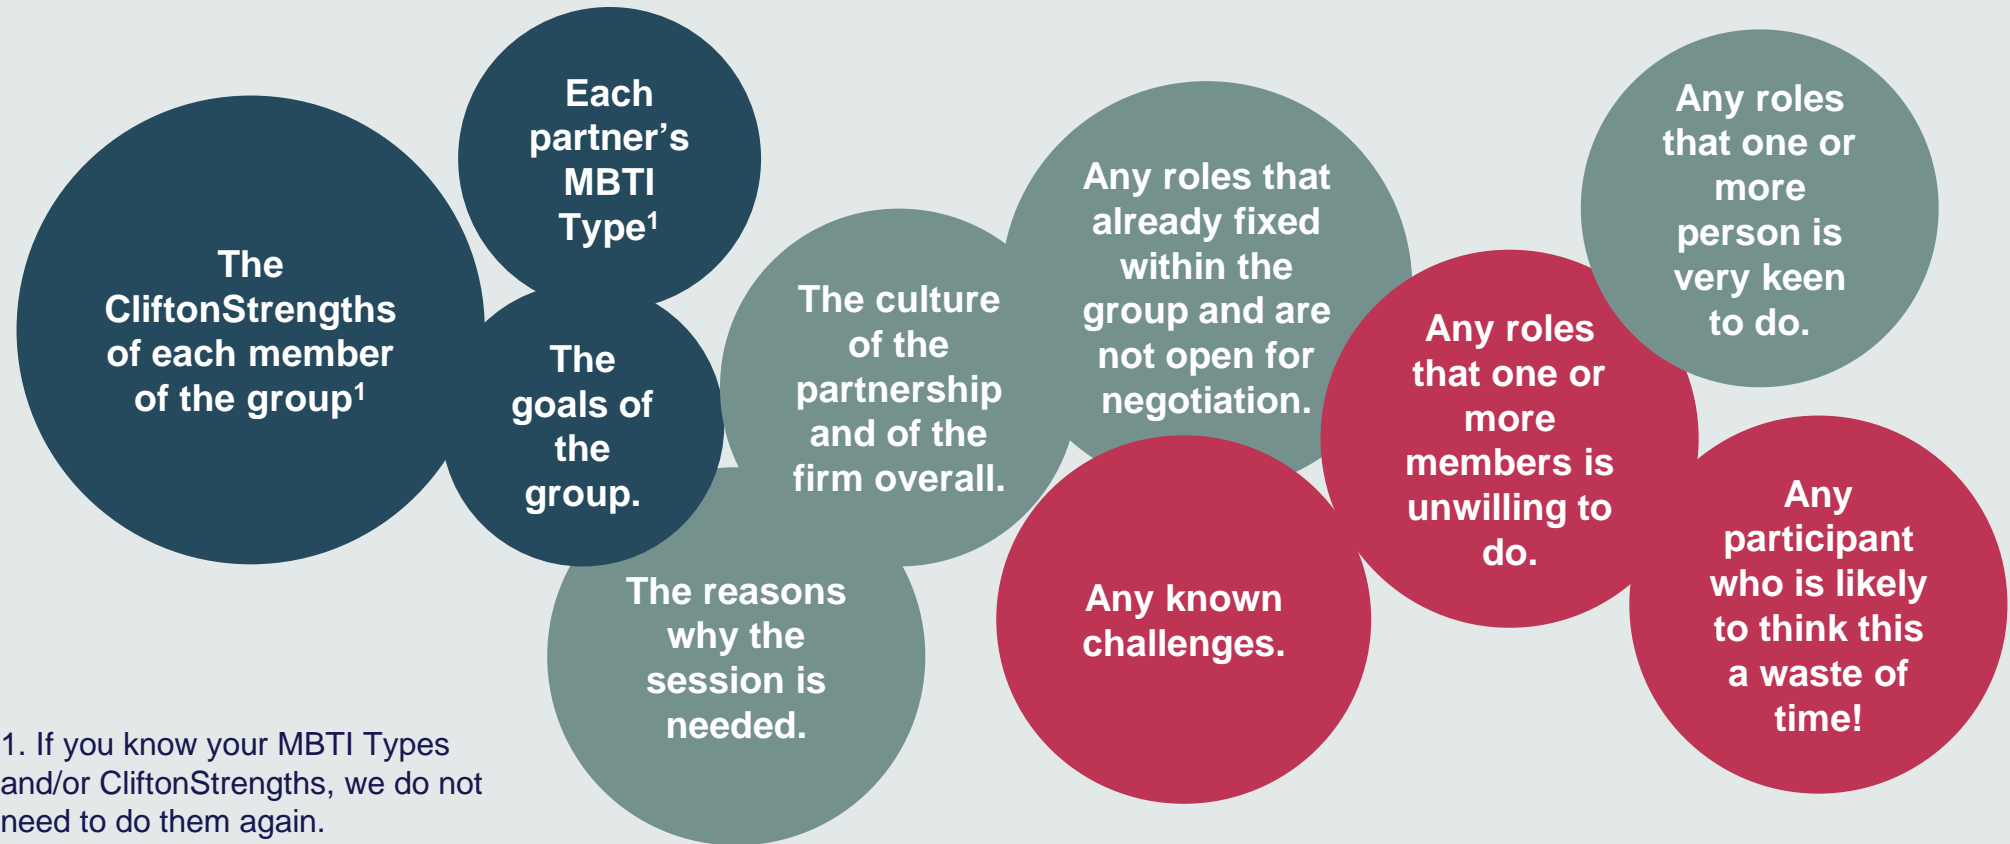 The
CliftonStrengths
of each member
of the group¹
Each
partner’s
MBTI
Type¹
The
goals of
the
group.
The reasons
why the
session is
needed.
The culture
of the
partnership
and of the
firm overall.
Any roles that
already fixed
within the
group and are
not open for
negotiation.
Any known
challenges.
Any roles
that one or
more
members is
unwilling to
do.
Any roles
that one or
more
person is
very keen
to do.
Any
participant
who is likely
to think this
a waste of
time!
1. If you know your MBTI Types
and/or CliftonStrengths, we do not
need to do them again.